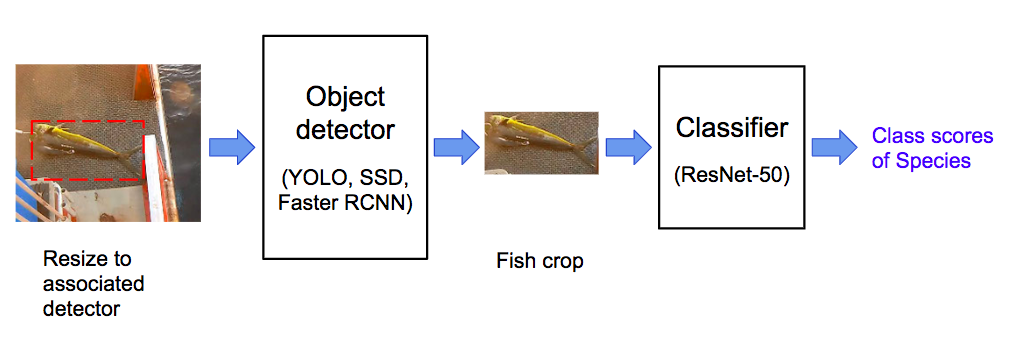 Resize to
associated
detector
Object
detector
(YOLO, SSD,
Faster RCNN)
Fish crop
Classifier
(ResNet-50)
Class scores
of Species